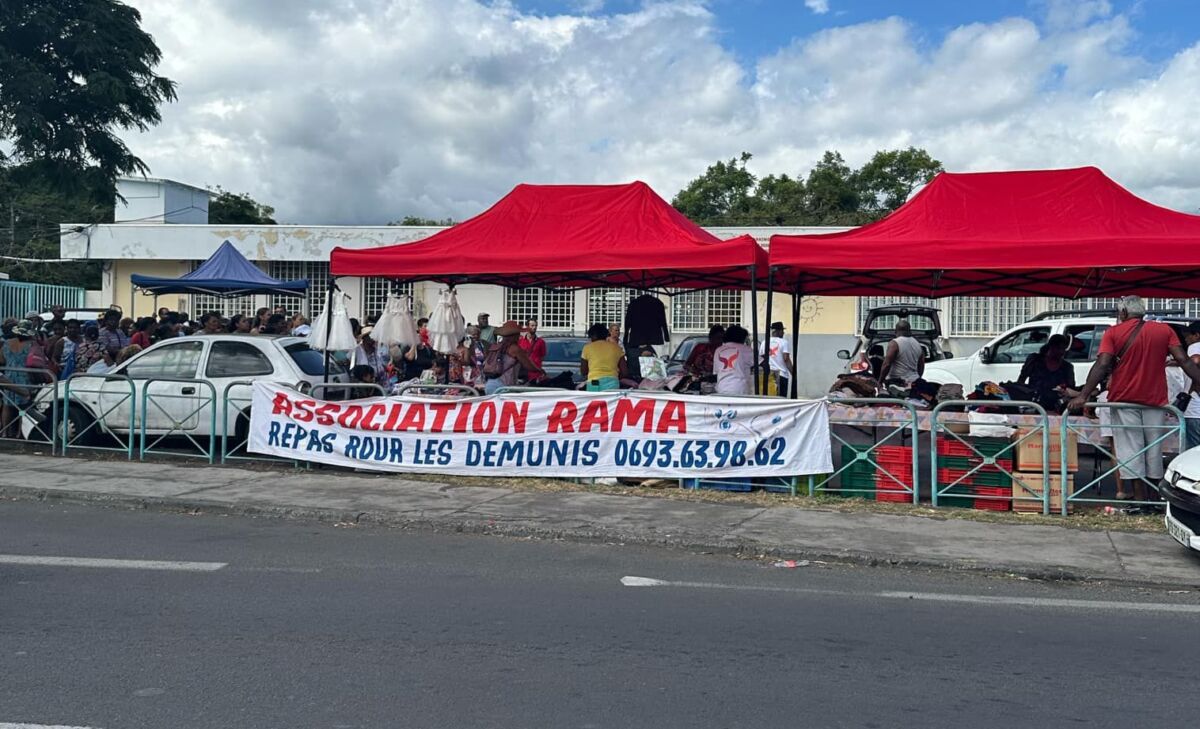 ASSOCIATION RAMA
REPAS POUR LES DEMUNIS 0693.63.98.62